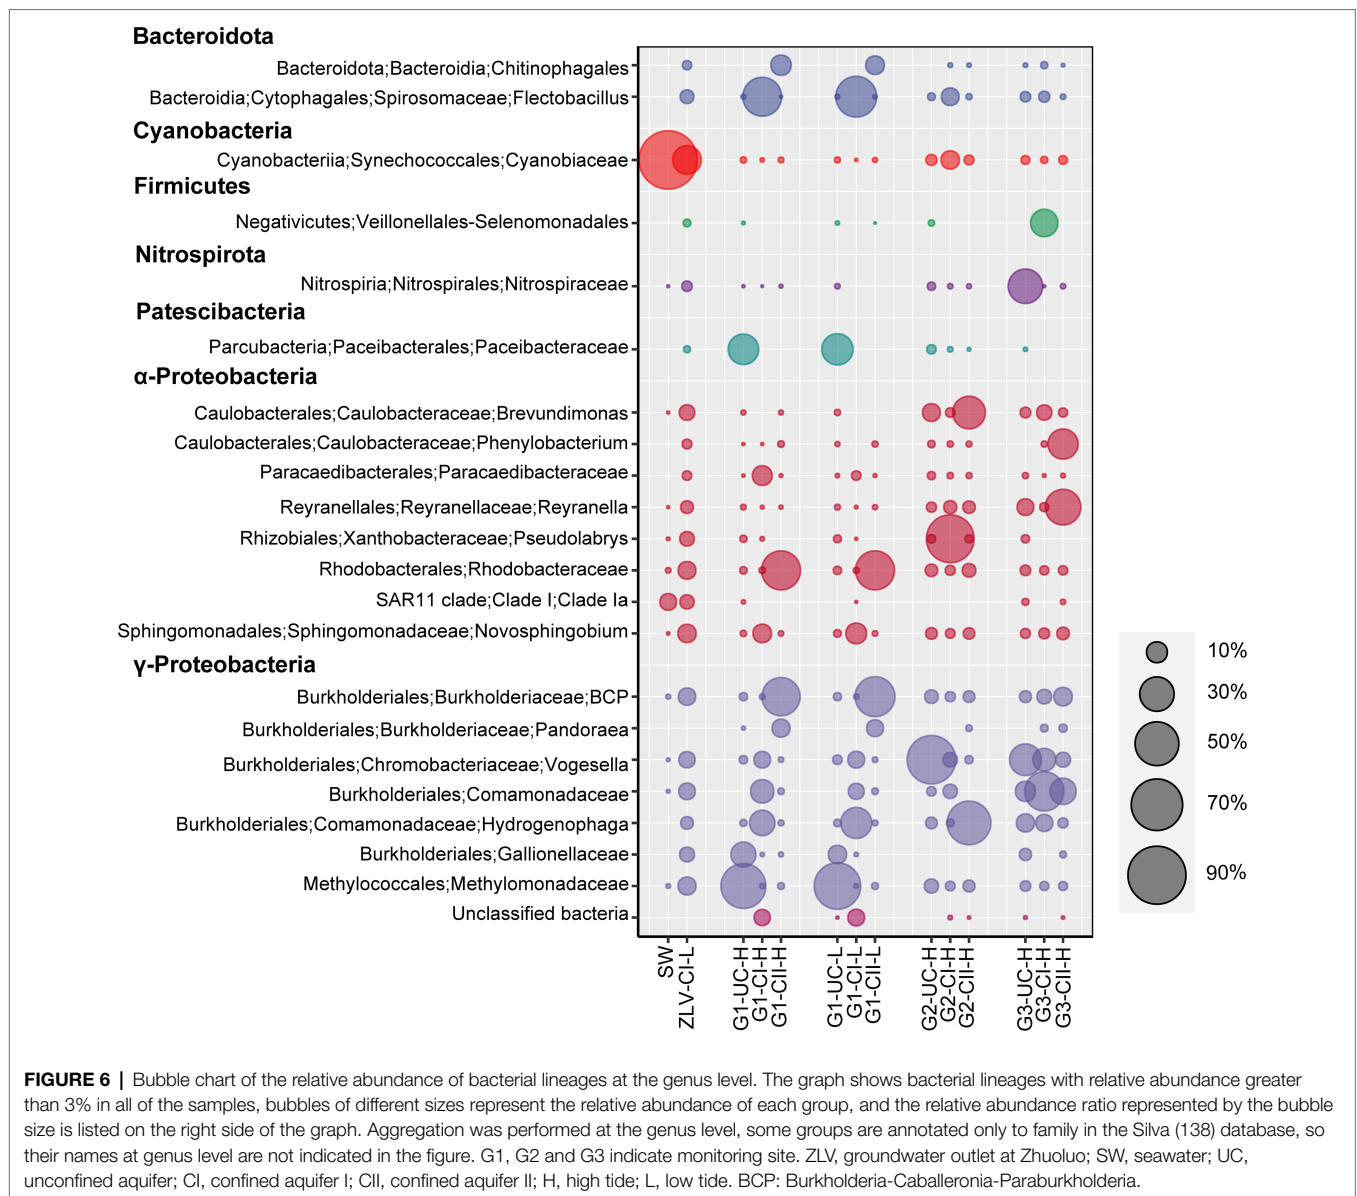 Bacteroidota
Bacteroidota;Bacteroidia;Chitinophagales
Bacteroidia;Cytophagales;Spirosomaceae;Flectobacillus
Cyanobacteria
Cyanobacteriia;Synechococcales;Cyanobiaceae
Firmicutes
Negativicutes;Veillonellales-Selenomonadales
Nitrospirota
Nitrospiria;Nitrospirales;Nitrospiraceae
Patescibacteria
Parcubacteria;Paceibacterales;Paceibacteraceae
α-Proteobacteria
Caulobacterales;Caulobacteraceae;Brevundimonas
Caulobacterales;Caulobacteraceae;Phenylobacterium
Paracaedibacterales;Paracaedibacteraceae
Reyranellales;Reyranellaceae;Reyranella
Rhizobiales;Xanthobacteraceae;Pseudolabrys
Rhodobacterales;Rhodobacteraceae
SAR11 clade;Clade I;Clade Ia
Sphingomonadales;Sphingomonadaceae;Novosphingobium
γ-Proteobacteria
Burkholderiales;Burkholderiaceae;BCP
Burkholderiales;Burkholderiaceae;Pandoraea
Burkholderiales;Chromobacteriaceae;Vogesella
Burkholderiales;Comamonadaceae
Burkholderiales;Comamonadaceae;Hydrogenophaga
Burkholderiales;Gallionellaceae
Methylococcales;Methylomonadaceae
Unclassified bacteria
SW
ZLV-CI-L
G1-UC-H
G1-CI-H
G1-CII-H
G1-UC-L
G1-CI-L
G1-CII-L
G2-UC-H
G2-CI-H
G2-CII-H
G3-UC-H
G3-CI-H
G3-CII-H
10%
30%
50%
70%
90%
FIGURE 6 | Bubble chart of the relative abundance of bacterial lineages at the genus level. The graph shows bacterial lineages with relative abundance greater
than 3% in all of the samples, bubbles of different sizes represent the relative abundance of each group, and the relative abundance ratio represented by the bubble
size is listed on the right side of the graph. Aggregation was performed at the genus level, some groups are annotated only to family in the Silva (138) database, so
their names at genus level are not indicated in the figure. G1, G2 and G3 indicate monitoring site. ZLV, groundwater outlet at Zhuoluo; SW, seawater; UC,
unconfined aquifer; CI, confined aquifer I; CII, confined aquifer II; H, high tide; L, low tide. BCP: Burkholderia-Caballeronia-Paraburkholderia.